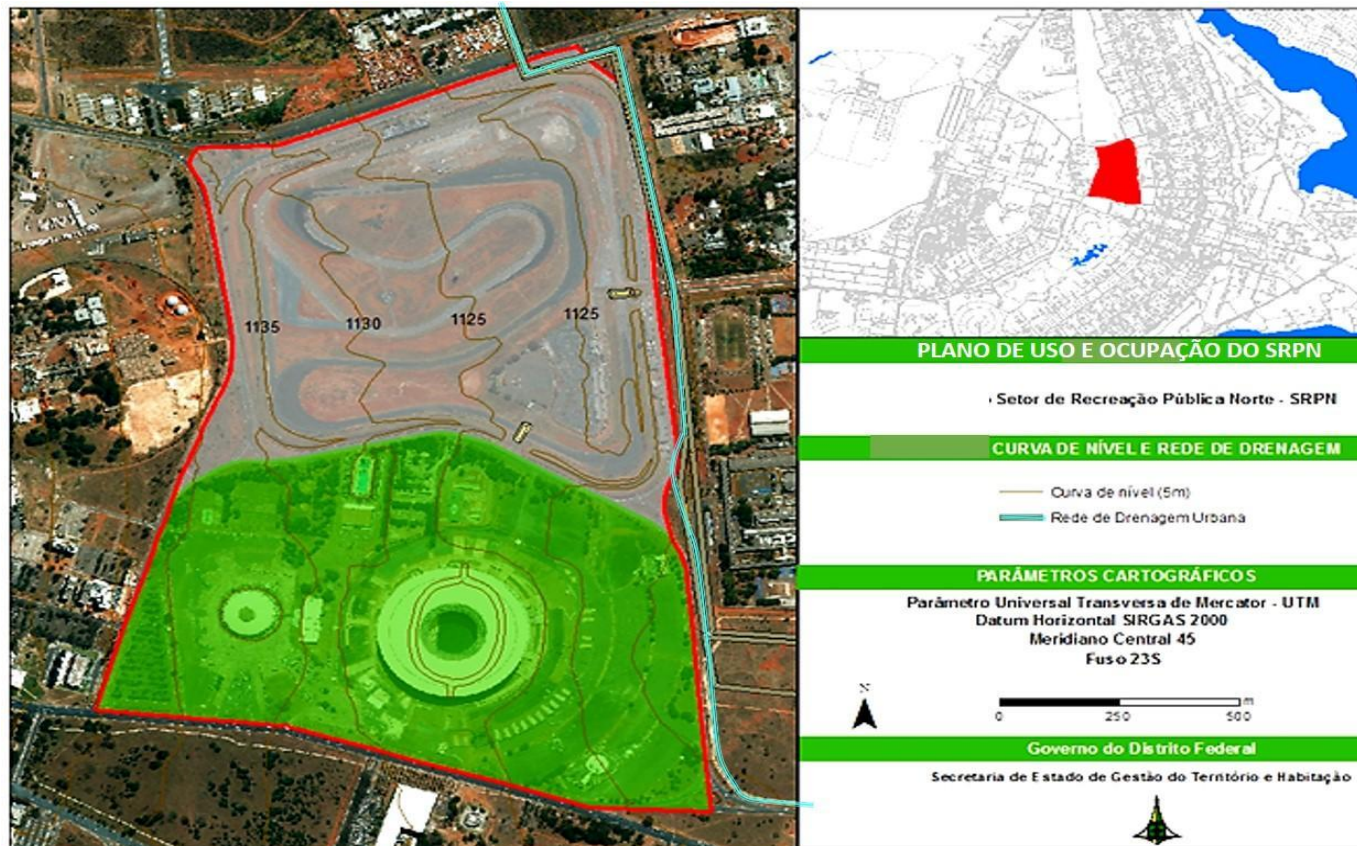 1135
1130
1125
1125
PLANO DE USO E OCUPAÇÃO DO SRPN
Setor de Recreação Pública Norte - SRPN
CURVA DE NÍVEL E REDE DE DRENAGEM
Curva de nível (5m)
Rede de Drenagem Urbana
PARÂMETROS CARTOGRÁFICOS
Parâmetro Universal Transversa de Mercator - UTM
Datum Horizontal SIRGAS 2000
Meridiano Central 45
Fuso 23S
N
m
0 250 500
Governo do Distrito Federal
Secretaria de Estado de Gestão do Território e Habitação